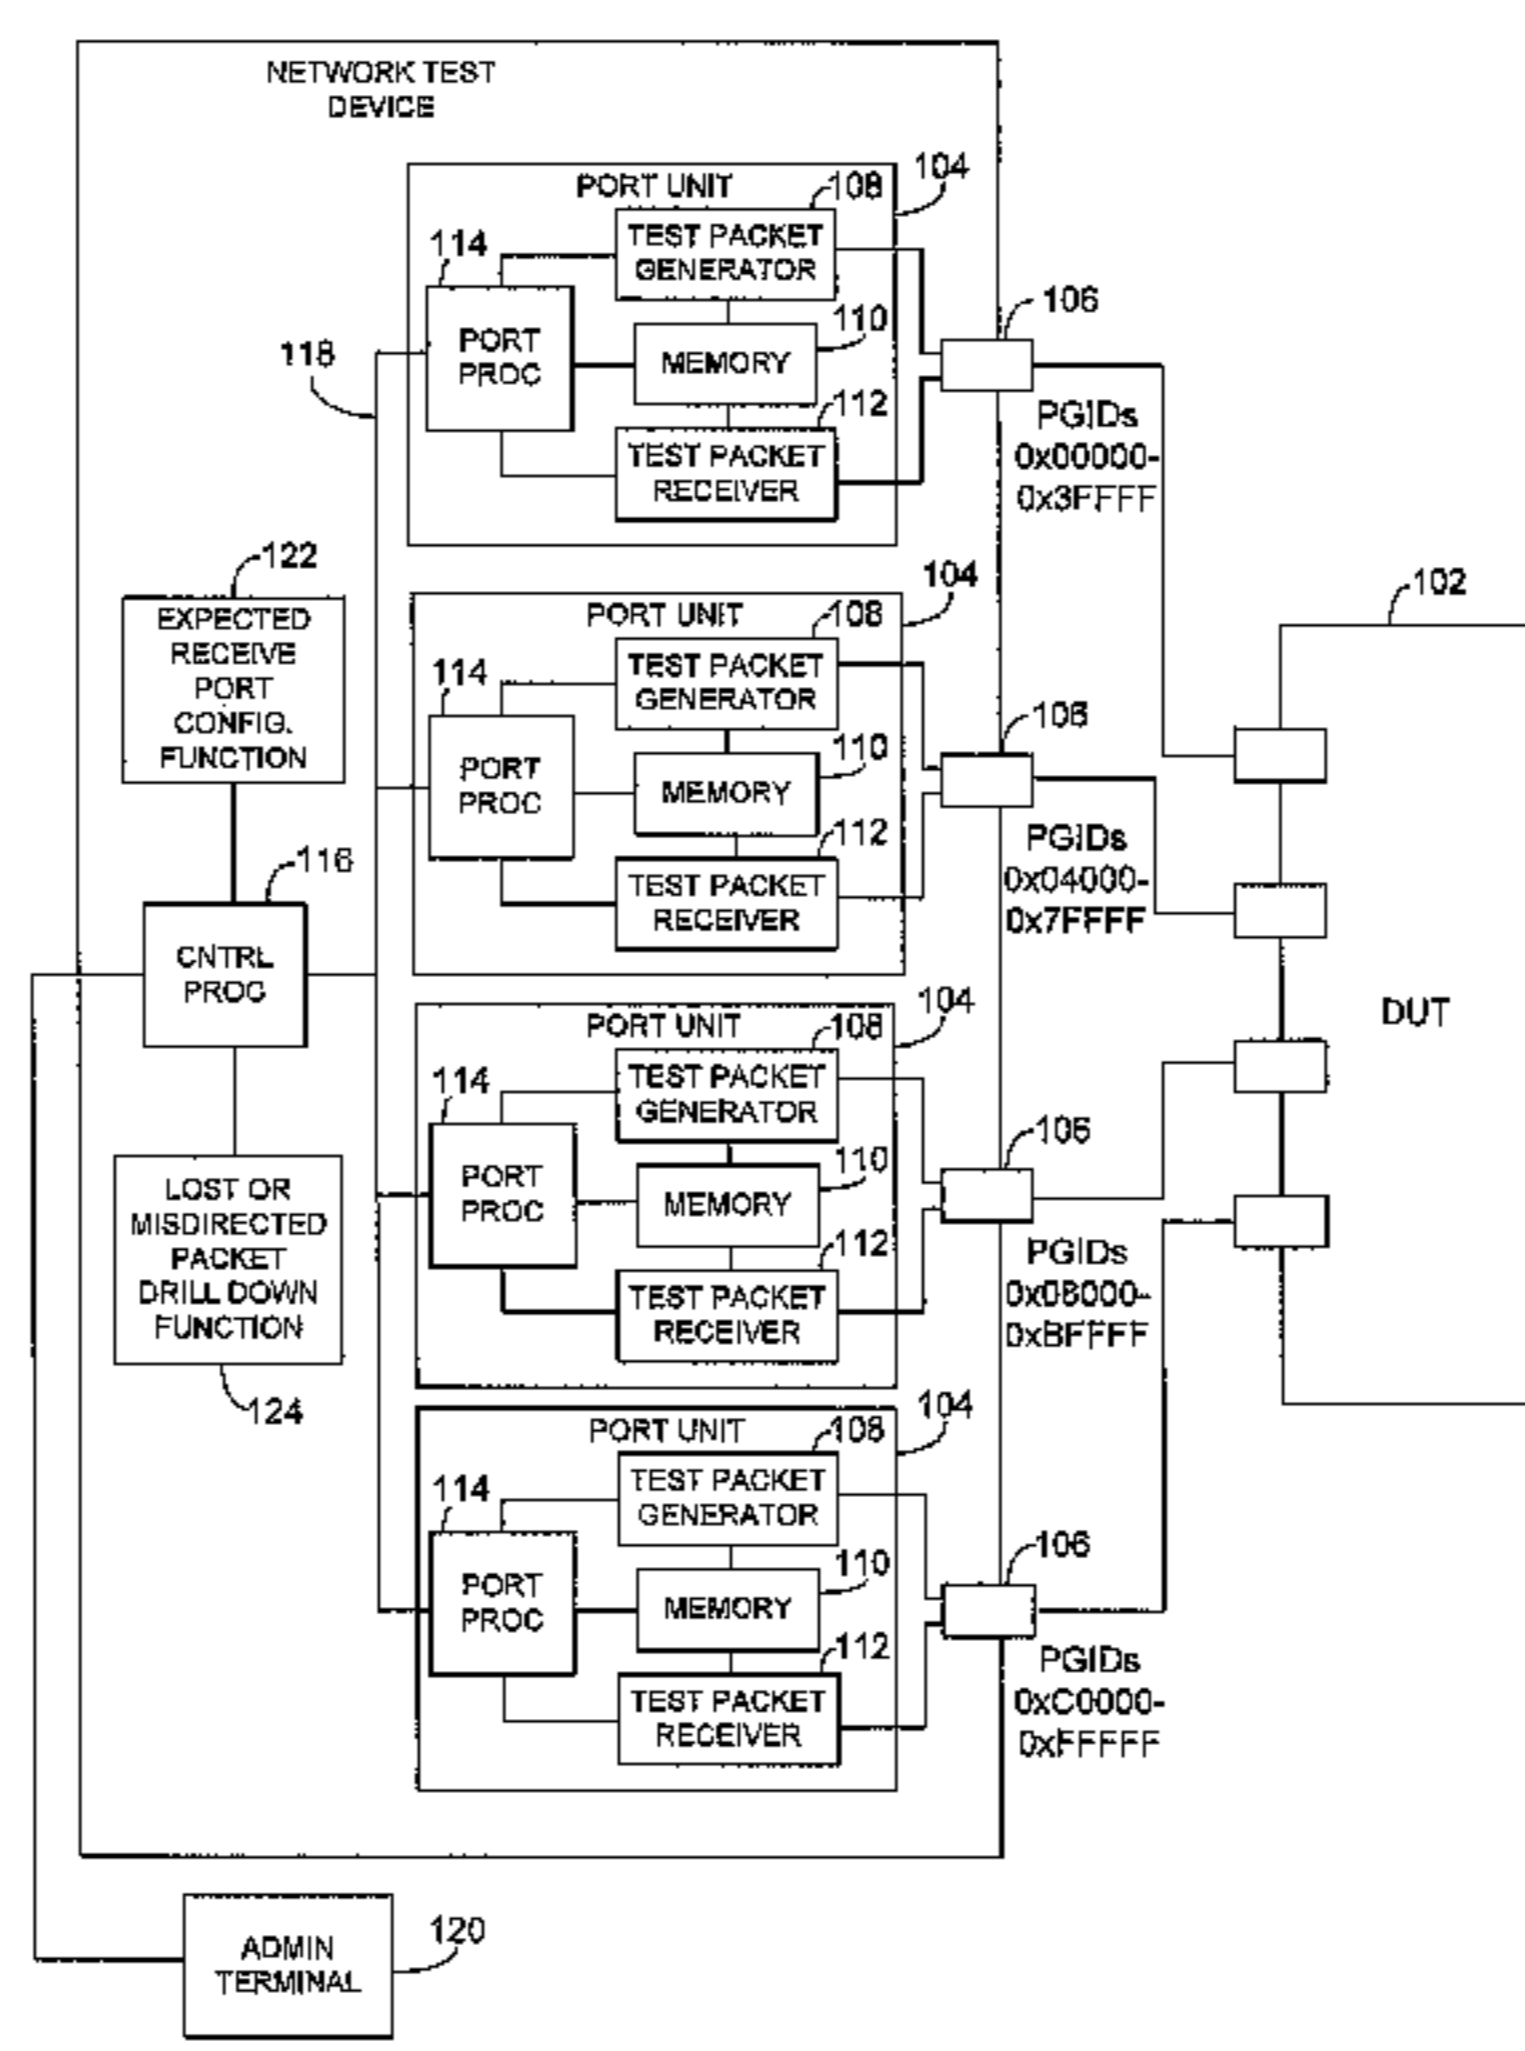 NETWORK TEST
DEVICE
104
PORT UNIT
108
TEST PACKET
GENERATOR
114
PORT
PROC
110
MEMORY
112
TEST PACKET
RECEIVER
106
PGIDs
0x00000-
0x3FFFF
118
122
EXPECTED
RECEIVE
PORT
CONFIG.
FUNCTION
104
PORT UNIT
108
TEST PACKET
GENERATOR
114
PORT
PROC
110
MEMORY
112
TEST PACKET
RECEIVER
106
PGIDs
0x04000-
0x7FFFF
102
DUT
116
CNTRL
PROC
104
PORT UNIT
108
TEST PACKET
GENERATOR
114
PORT
PROC
110
MEMORY
112
TEST PACKET
RECEIVER
106
PGIDs
0x08000-
0xBFFFF
LOST OR
MISDIRECTED
PACKET
DRILL DOWN
FUNCTION
124
104
PORT UNIT
108
TEST PACKET
GENERATOR
114
PORT
PROC
110
MEMORY
112
TEST PACKET
RECEIVER
106
PGIDs
0xC0000-
0xFFFFF
ADMIN
TERMINAL
120